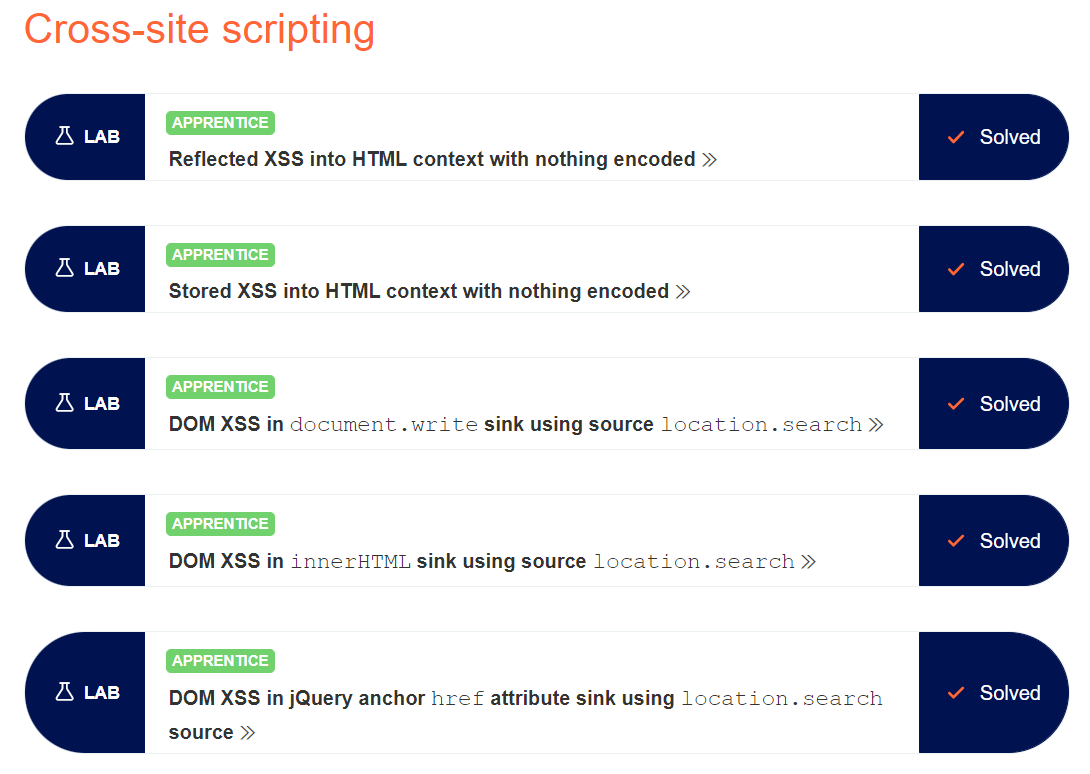 Cross-site scripting
LAB
APPRENTICE
Reflected XSS into HTML context with nothing encoded »
Solved
LAB
APPRENTICE
Stored XSS into HTML context with nothing encoded »
Solved
LAB
APPRENTICE
DOM XSS in document.write sink using source location.search »
Solved
LAB
APPRENTICE
DOM XSS in innerHTML sink using source location.search »
Solved
LAB
APPRENTICE
DOM XSS in jQuery anchor href attribute sink using location.search
source »
Solved